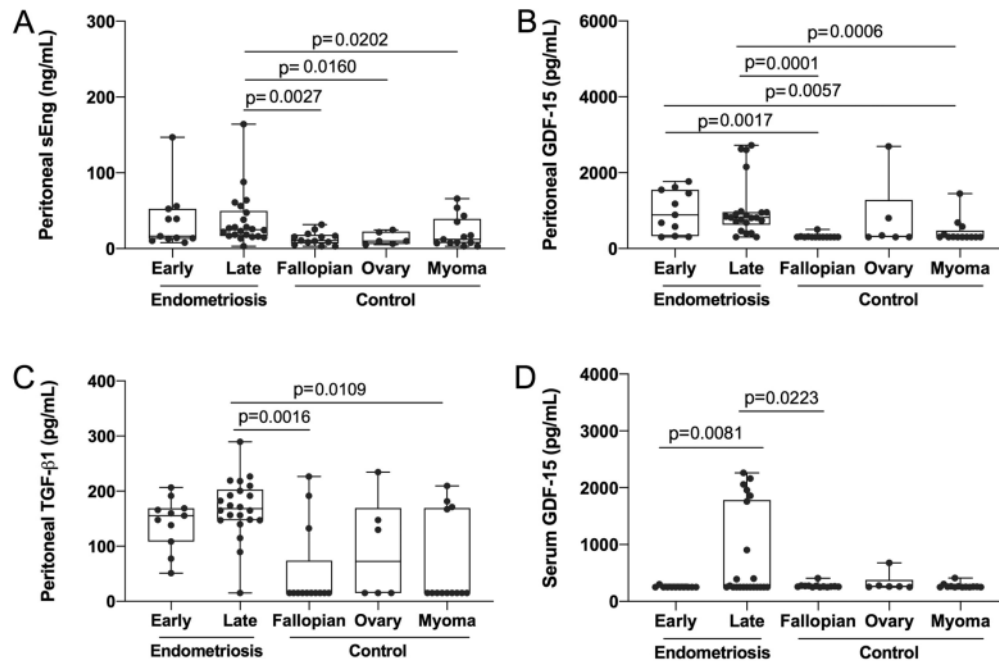 A
Peritoneal sEng (ng/mL)
300
200
100
50
0
p=0.0202
p=0.0160
p=0.0027
Early Late Fallopian Ovary Myoma
Endometriosis Control
B
Peritoneal GDF-15 (pg/mL)
6000
4000
2000
1000
0
p=0.0006
p=0.0001
p=0.0057
p=0.0017
Early Late Fallopian Ovary Myoma
Endometriosis Control
C
Peritoneal TGF-β1 (pg/mL)
400
300
200
100
0
p=0.0109
p=0.0016
Early Late Fallopian Ovary Myoma
Endometriosis Control
D
Serum GDF-15 (pg/mL)
4000
3000
2000
1000
400
0
p=0.0223
p=0.0081
Early Late Fallopian Ovary Myoma
Endometriosis Control